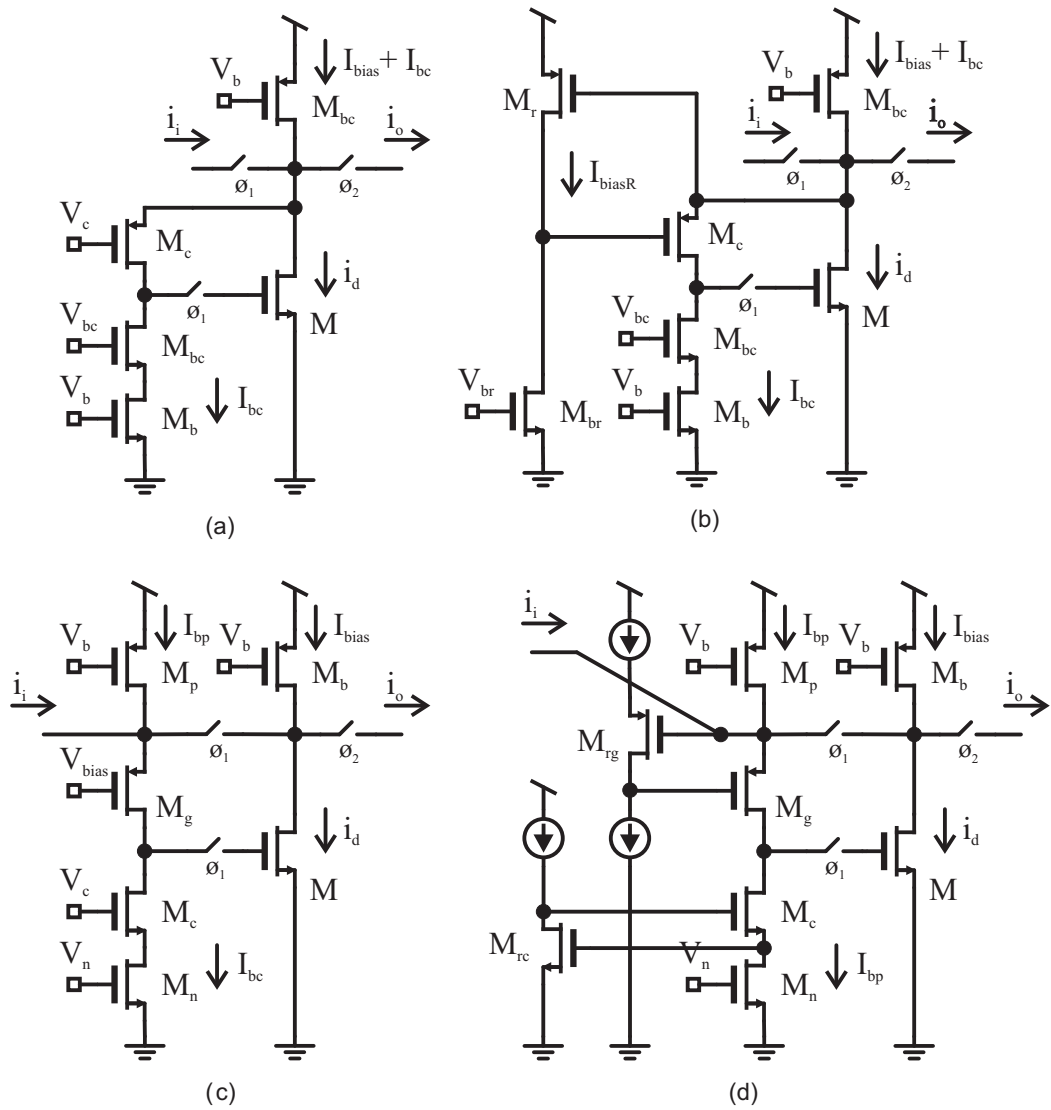 V_b
I_bias + I_bc
M_bc
i_i
i_o
ø_1
ø_2
V_c
M_c
ø_1
i_d
M
V_bc
M_bc
V_b
M_b
I_bc
(a)
M_r
V_b
I_bias + I_bc
M_bc
i_i
i_o
ø_1
ø_2
I_biasR
M_c
ø_1
i_d
M
V_bc
M_bc
V_br
M_br
V_b
M_b
I_bc
(b)
V_b
I_bp
M_p
V_b
I_bias
M_b
i_i
i_o
ø_1
ø_2
V_bias
M_g
ø_1
i_d
M
V_c
M_c
V_n
M_n
I_bc
(c)
i_i
V_b
I_bp
M_p
V_b
I_bias
M_b
i_o
M_rg
ø_1
ø_2
M_g
ø_1
i_d
M
M_c
M_rc
V_n
M_n
I_bp
(d)